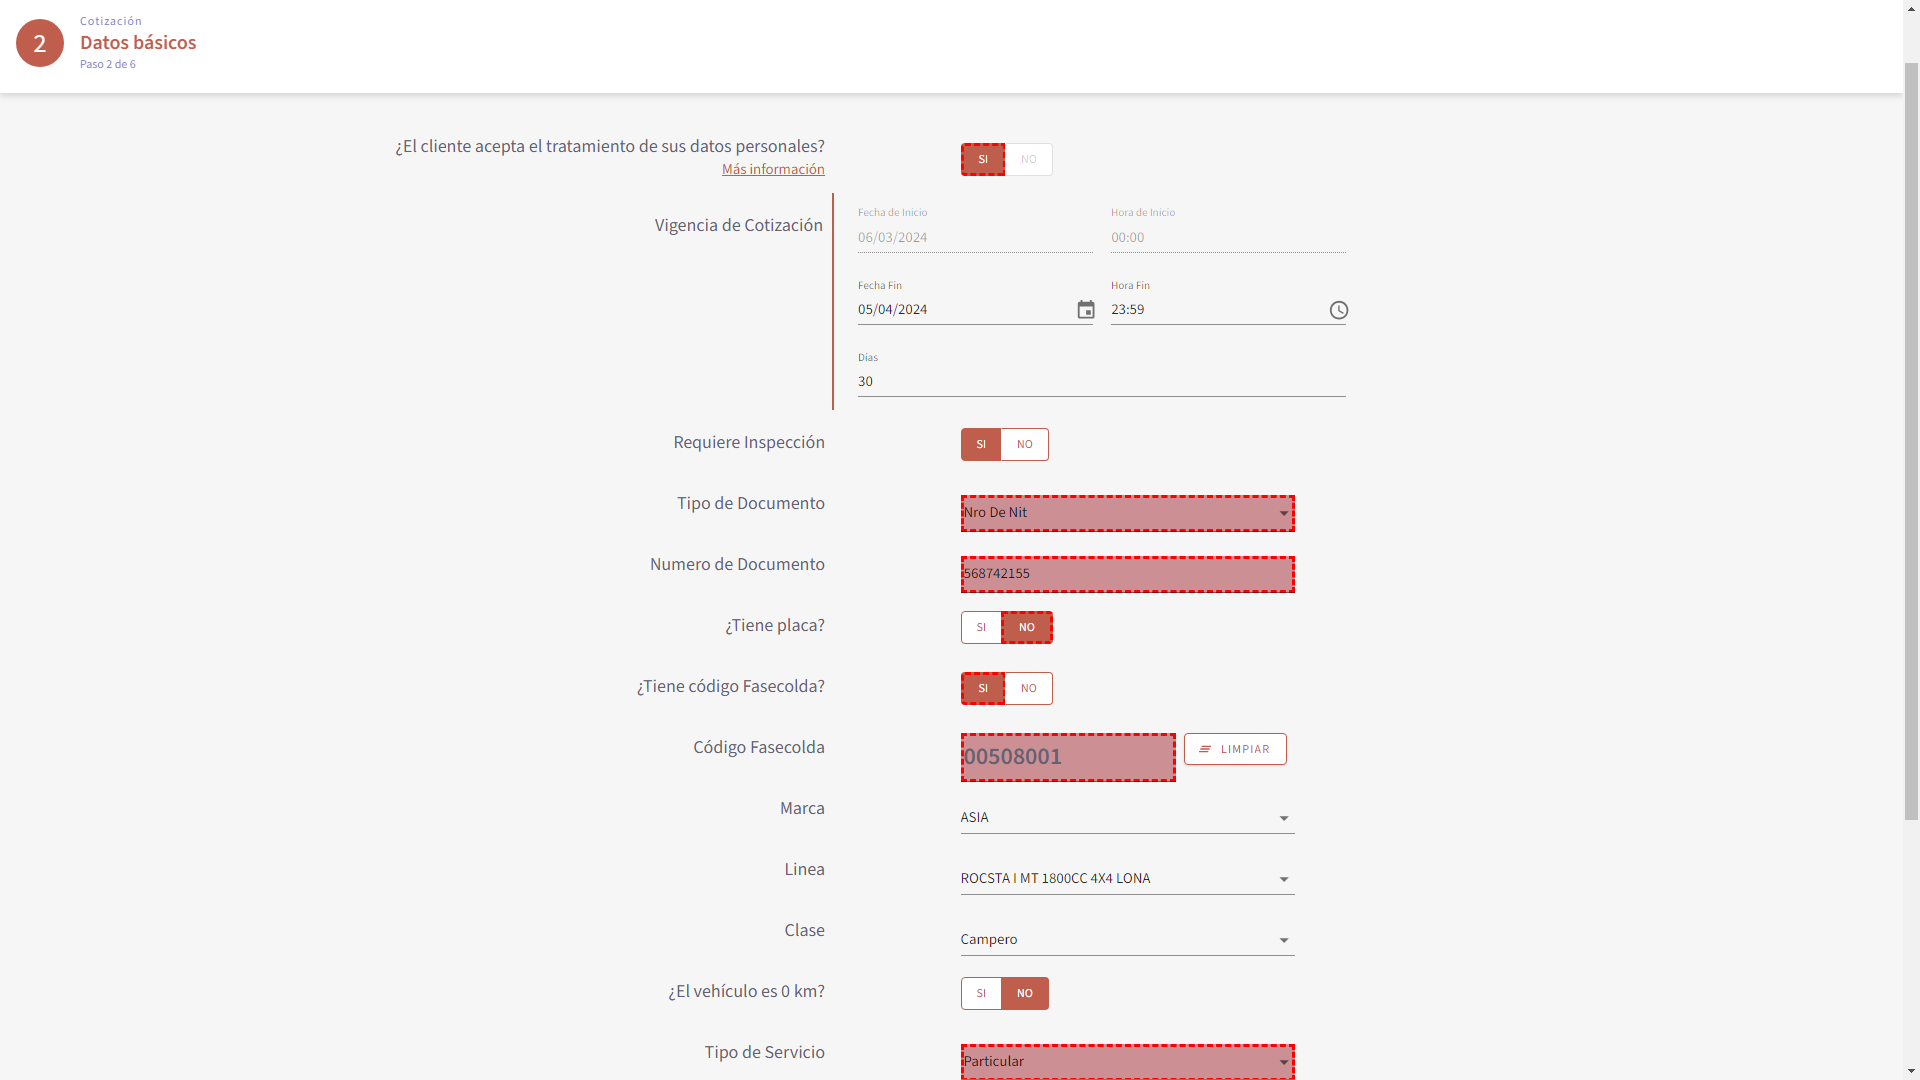 2
Cotización
Datos básicos
Paso 2 de 6
¿El cliente acepta el tratamiento de sus datos personales?
Más información
SI NO
Vigencia de Cotización
Fecha de Inicio Hora de Inicio
06/03/2024 00:00
Fecha Fin Hora Fin
05/04/2024 23:59
Días
30
Requiere Inspección SI NO
Tipo de Documento Nro De Nit
Numero de Documento 568742155
¿Tiene placa? SI NO
¿Tiene código Fasecolda? SI NO
Código Fasecolda 00508001 LIMPIAR
Marca ASIA
Linea ROCSTA I MT 1800CC 4X4 LONA
Clase Campero
¿El vehículo es 0 km? SI NO
Tipo de Servicio Particular